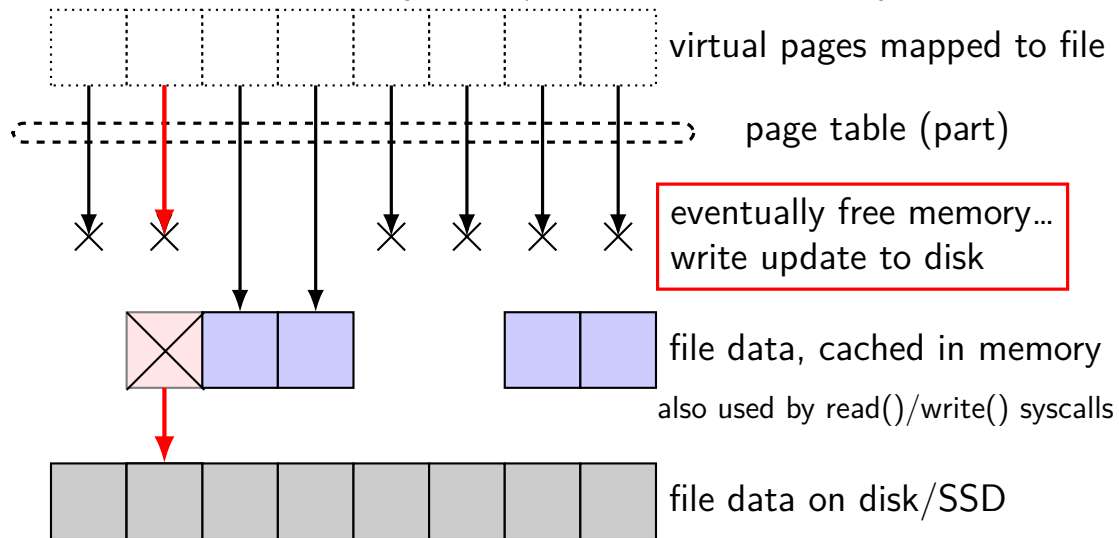 virtual pages mapped to file
page table (part)
eventually free memory…
write update to disk
file data, cached in memory
also used by read()/write() syscalls
file data on disk/SSD